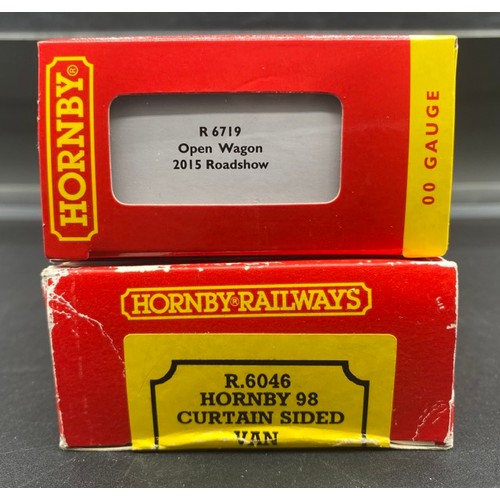 HORNBY®
R 6719
Open Wagon
2015 Roadshow
00 GAUGE
HORNBY®RAILWAYS
R.6046
HORNBY 98
CURTAIN SIDED
VAN